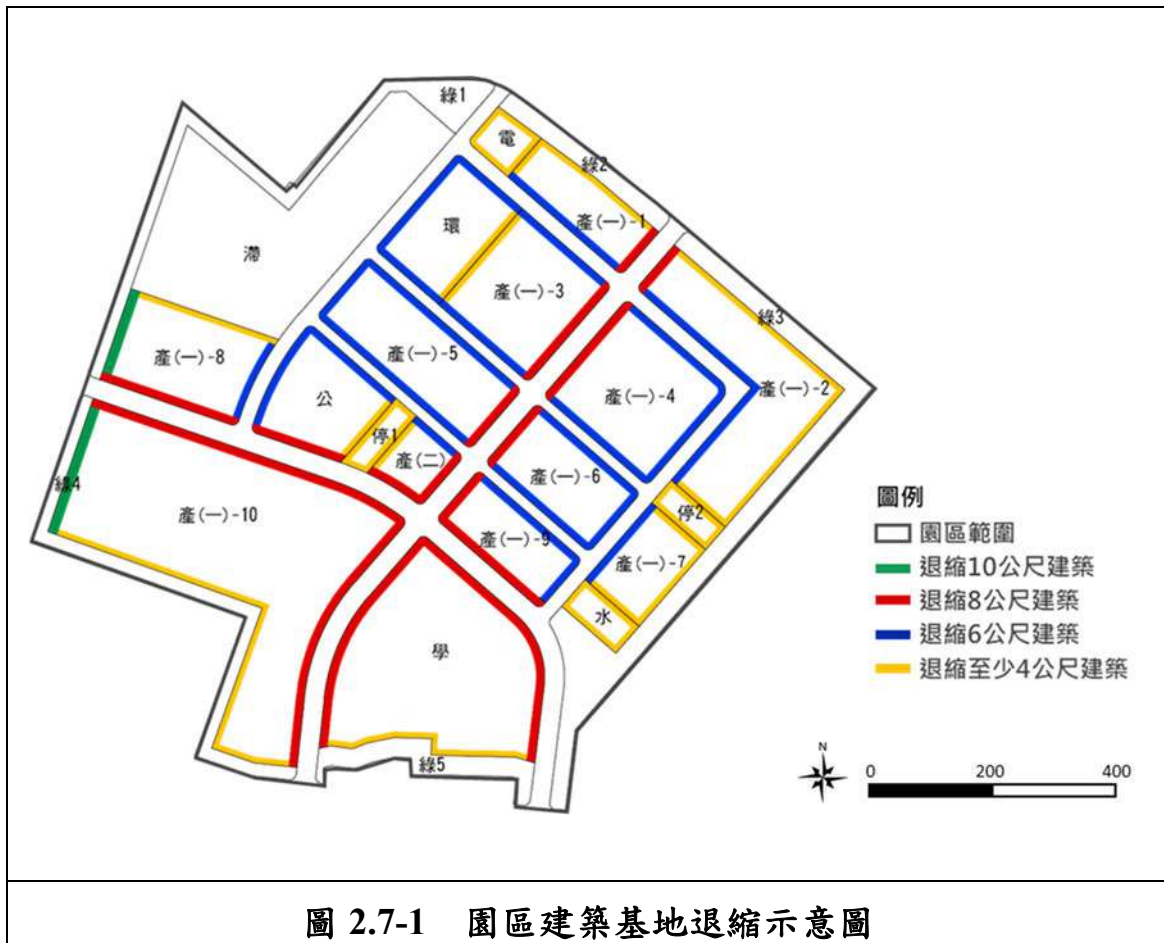 綠1
電
綠2
產(一)-1
環
滯
產(一)-3
綠3
產(一)-8
產(一)-5
產(一)-2
產(一)-4
公
停1
產(二)
產(一)-6
綠4
產(一)-10
停2
產(一)-9
產(一)-7
水
學
綠5
圖例
園區範圍
退縮10公尺建築
退縮8公尺建築
退縮6公尺建築
退縮至少4公尺建築
N
0 200 400
圖 2.7-1 園區建築基地退縮示意圖